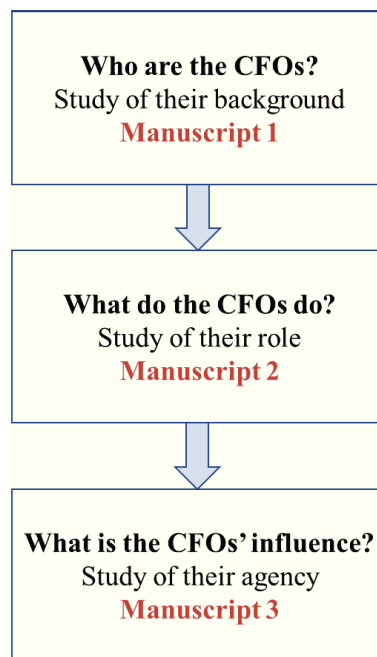 Who are the CFOs?
Study of their background
Manuscript 1
What do the CFOs do?
Study of their role
Manuscript 2
What is the CFOs’ influence?
Study of their agency
Manuscript 3